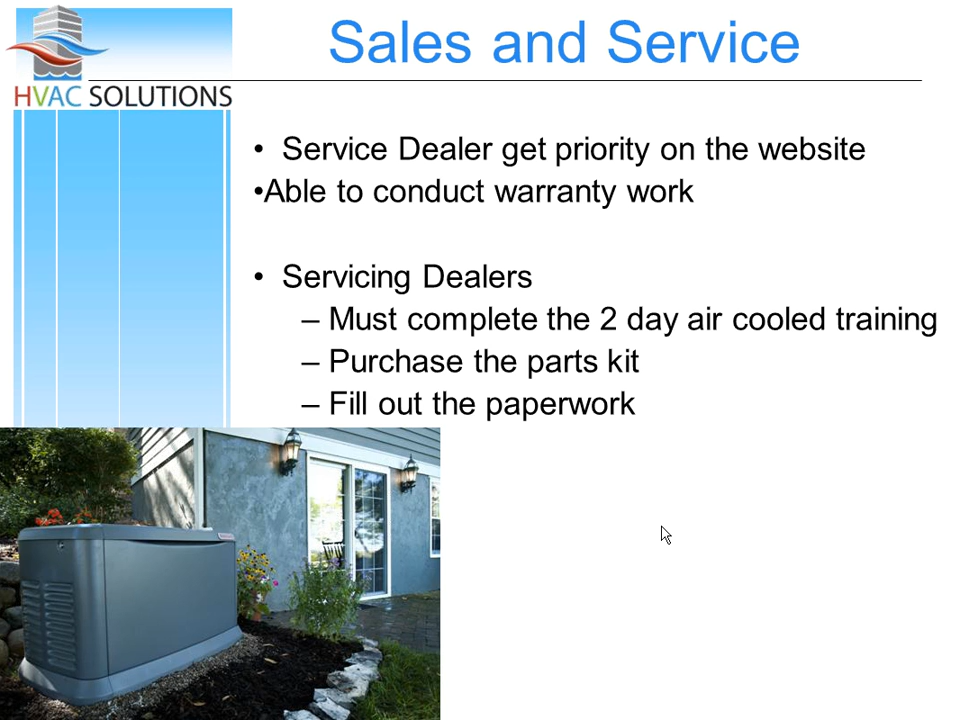 Sales and Service
HVAC SOLUTIONS
• Service Dealer get priority on the website
•Able to conduct warranty work
• Servicing Dealers
– Must complete the 2 day air cooled training
– Purchase the parts kit
– Fill out the paperwork